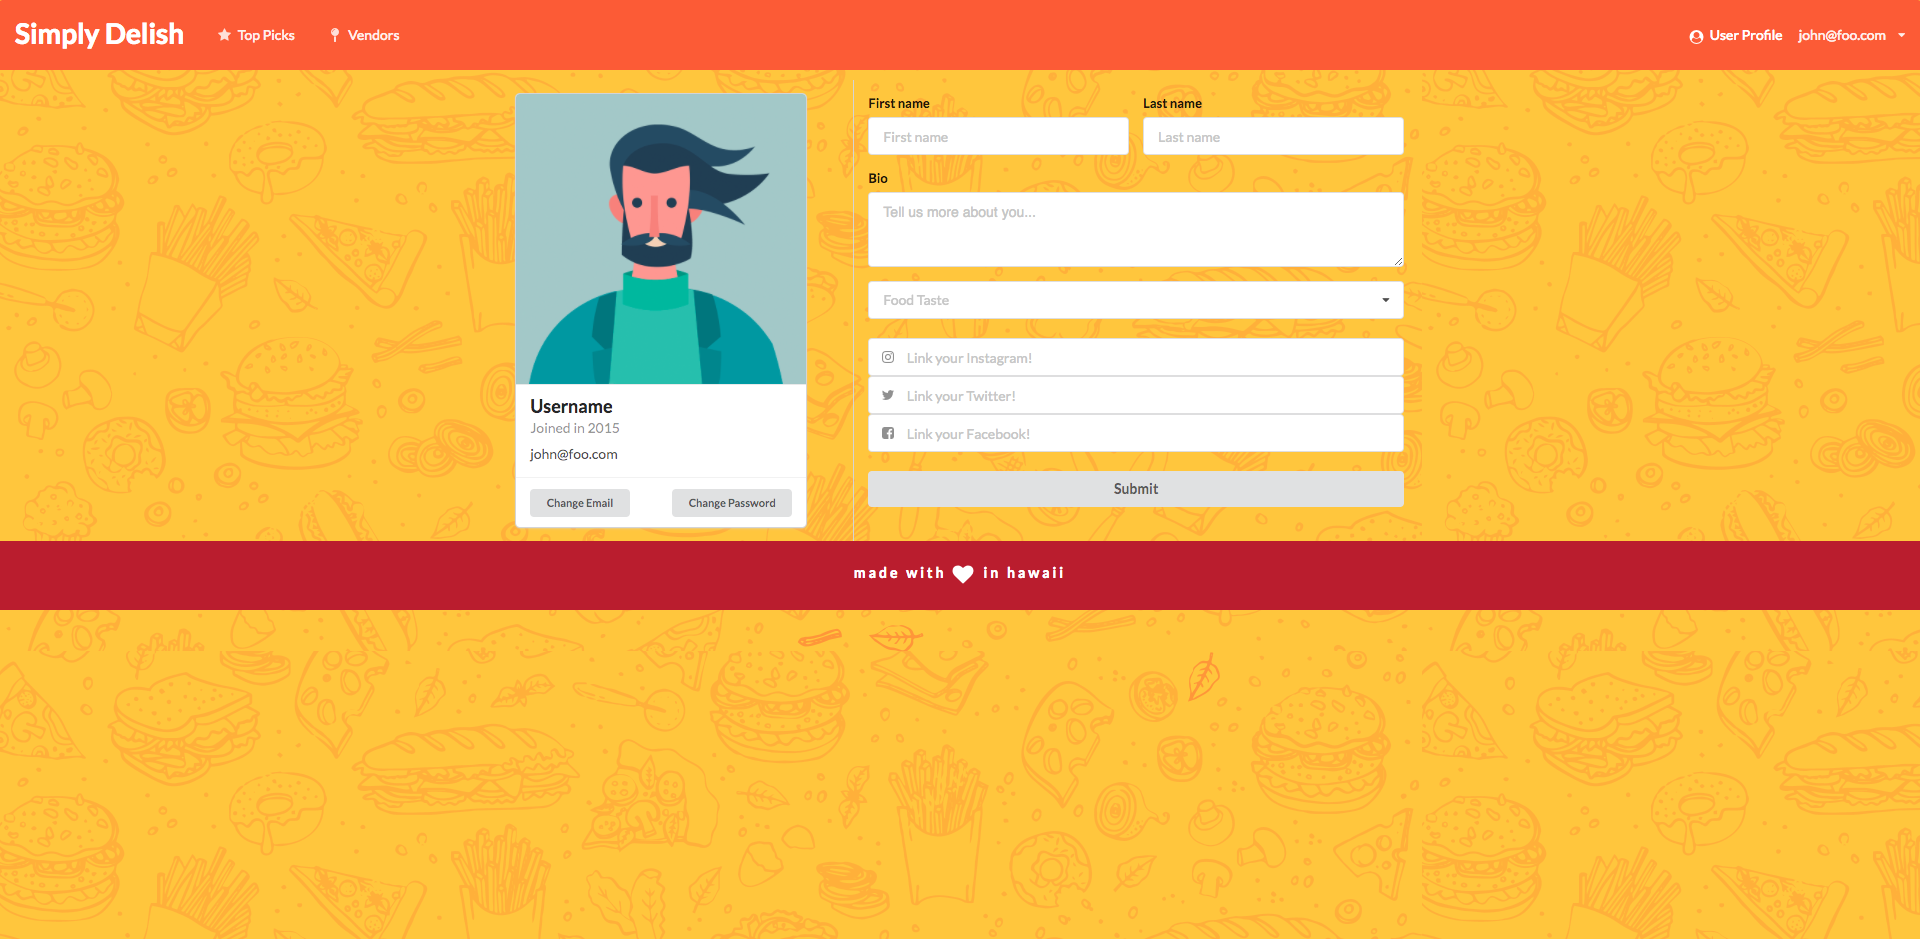 Simply Delish
Top Picks
Vendors
User Profile
john@foo.com
Username
Joined in 2015
john@foo.com
Change Email
Change Password
First name
Last name
First name
Last name
Bio
Tell us more about you...
Food Taste
Link your Instagram!
Link your Twitter!
Link your Facebook!
Submit
made with in hawaii